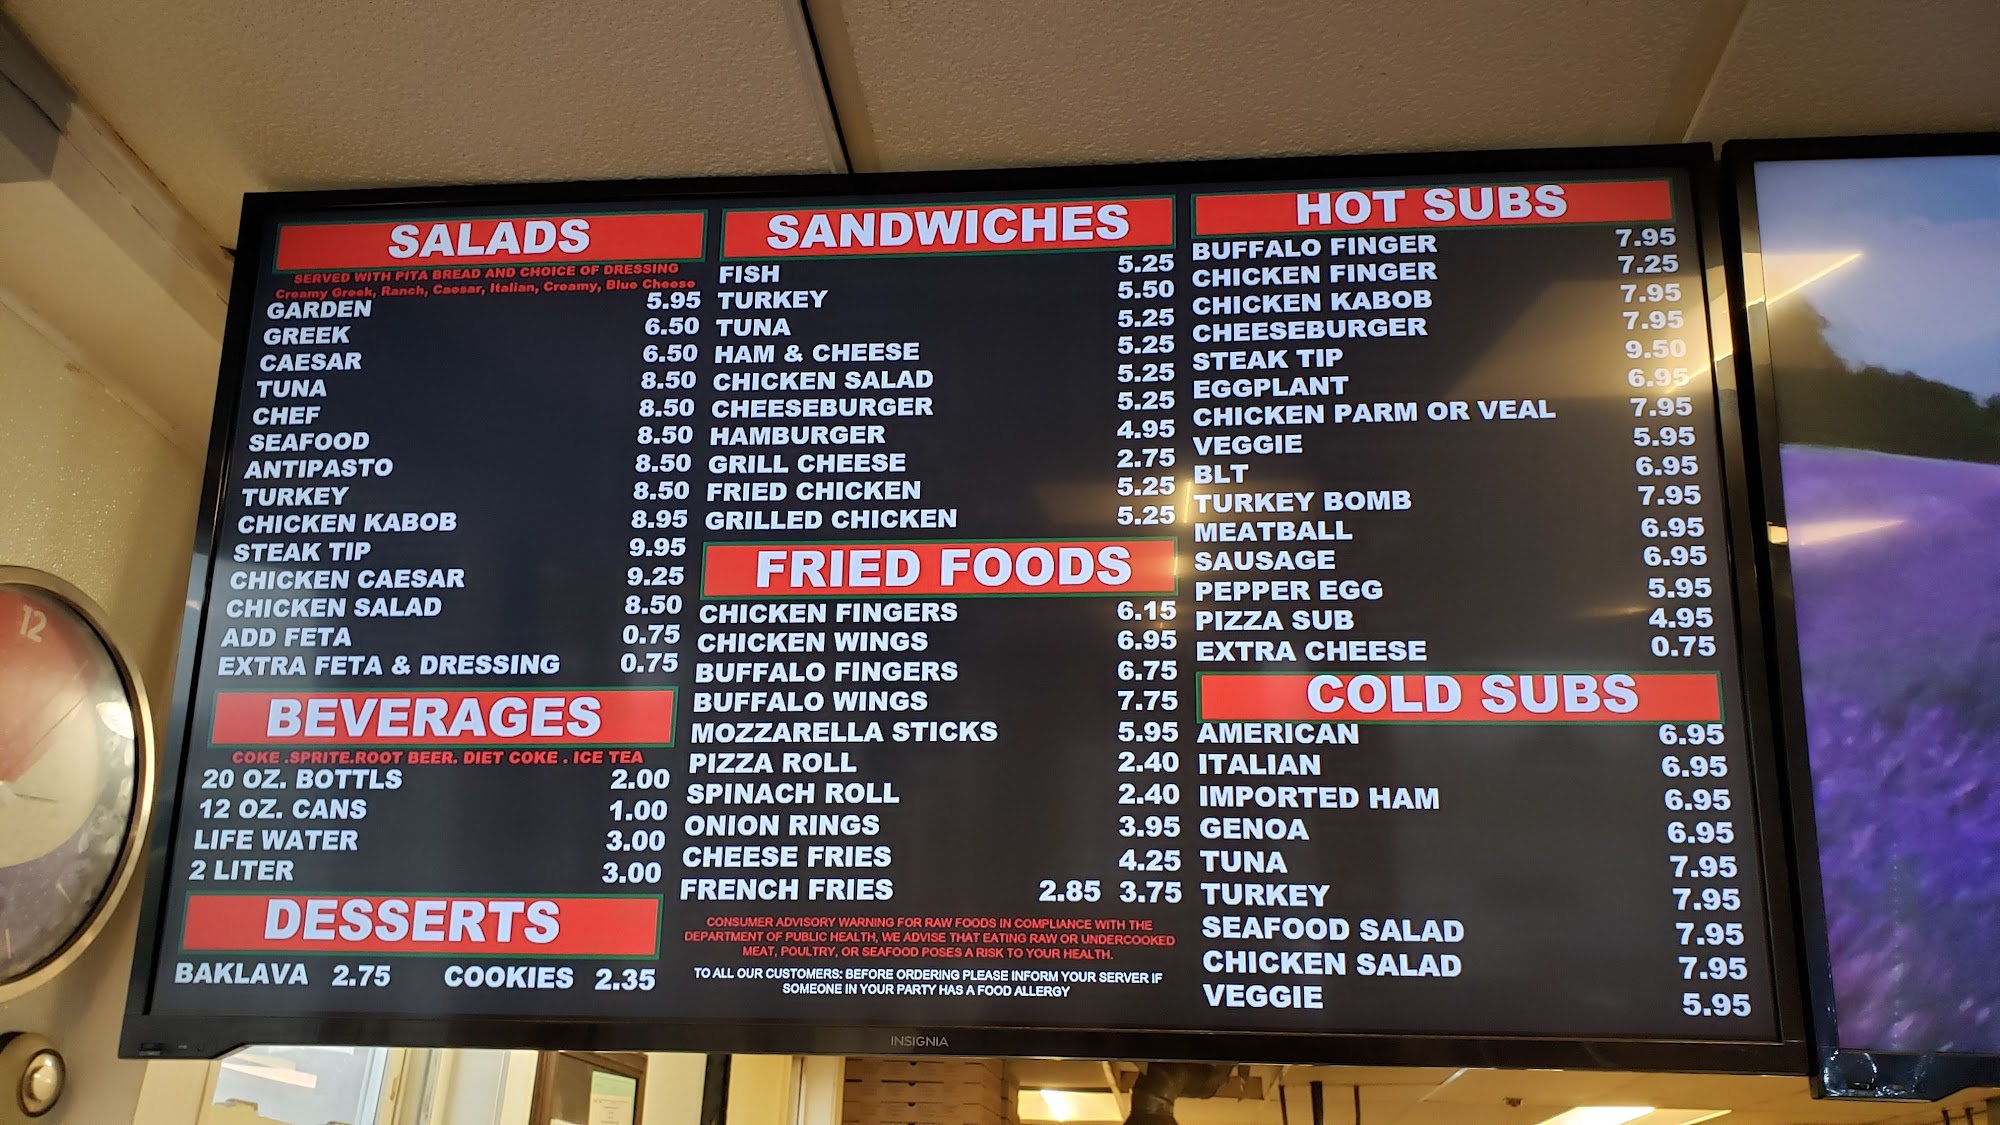 SALADS
SERVED WITH PITA BREAD AND CHOICE OF DRESSING
Creamy Greek, Ranch, Caesar, Italian, Creamy, Blue Cheese
GARDEN 5.95
GREEK 6.50
CAESAR 6.50
TUNA 8.50
CHEF 8.50
SEAFOOD 8.50
ANTIPASTO 8.50
TURKEY 8.50
CHICKEN KABOB 8.95
STEAK TIP 9.95
CHICKEN CAESAR 9.25
CHICKEN SALAD 8.50
ADD FETA 0.75
EXTRA FETA & DRESSING 0.75
BEVERAGES
COKE .SPRITE.ROOT BEER. DIET COKE . ICE TEA
20 OZ. BOTTLS 2.00
12 OZ. CANS 1.00
LIFE WATER 3.00
2 LITER 3.00
DESSERTS
BAKLAVA 2.75 COOKIES 2.35
SANDWICHES
FISH 5.25
TURKEY 5.50
TUNA 5.25
HAM & CHEESE 5.25
CHICKEN SALAD 5.25
CHEESEBURGER 5.25
HAMBURGER 4.95
GRILL CHEESE 2.75
FRIED CHICKEN 5.25
GRILLED CHICKEN 5.25
FRIED FOODS
CHICKEN FINGERS 6.15
CHICKEN WINGS 6.95
BUFFALO FINGERS 6.75
BUFFALO WINGS 7.75
MOZZARELLA STICKS 5.95
PIZZA ROLL 2.40
SPINACH ROLL 2.40
ONION RINGS 3.95
CHEESE FRIES 4.25
FRENCH FRIES 2.85 3.75
CONSUMER ADVISORY WARNING FOR RAW FOODS IN COMPLIANCE WITH THE
DEPARTMENT OF PUBLIC HEALTH, WE ADVISE THAT EATING RAW OR UNDERCOOKED
MEAT, POULTRY, OR SEAFOOD POSES A RISK TO YOUR HEALTH.
TO ALL OUR CUSTOMERS: BEFORE ORDERING PLEASE INFORM YOUR SERVER IF
SOMEONE IN YOUR PARTY HAS A FOOD ALLERGY
HOT SUBS
BUFFALO FINGER 7.95
CHICKEN FINGER 7.25
CHICKEN KABOB 7.95
CHEESEBURGER 7.95
STEAK TIP 9.50
EGGPLANT 6.95
CHICKEN PARM OR VEAL 7.95
VEGGIE 5.95
BLT 6.95
TURKEY BOMB 7.95
MEATBALL 6.95
SAUSAGE 6.95
PEPPER EGG 5.95
PIZZA SUB 4.95
EXTRA CHEESE 0.75
COLD SUBS
AMERICAN 6.95
ITALIAN 6.95
IMPORTED HAM 6.95
GENOA 6.95
TUNA 7.95
TURKEY 7.95
SEAFOOD SALAD 7.95
CHICKEN SALAD 7.95
VEGGIE 5.95
INSIGNIA
12